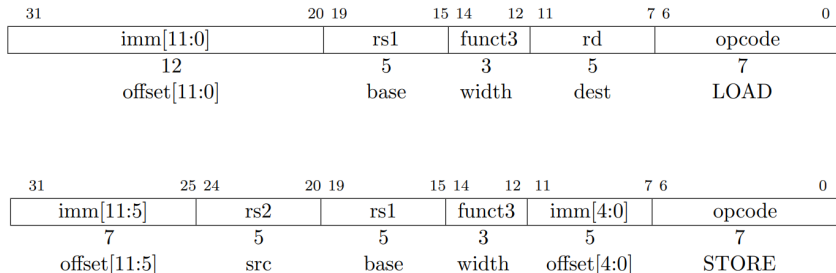 31 20 19 15 14 12 11 7 6 0
imm[11:0] rs1 funct3 rd opcode
12 5 3 5 7
offset[11:0] base width dest LOAD
31 25 24 20 19 15 14 12 11 7 6 0
imm[11:5] rs2 rs1 funct3 imm[4:0] opcode
7 5 5 3 5 7
offset[11:5] src base width offset[4:0] STORE